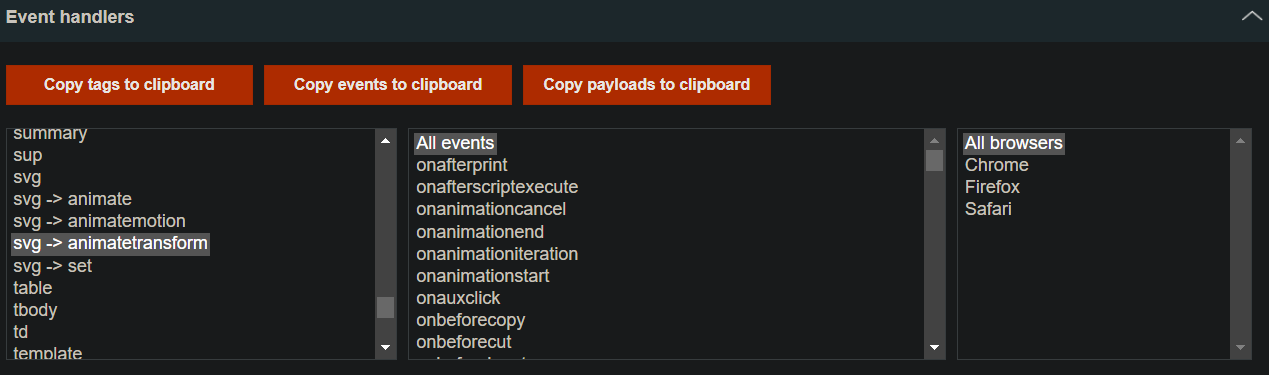 Event handlers
Copy tags to clipboard
Copy events to clipboard
Copy payloads to clipboard
summary
sup
svg
svg -> animate
svg -> animatemotion
svg -> animatetransform
svg -> set
table
tbody
td
template
All events
onafterprint
onafterscriptexecute
onanimationcancel
onanimationend
onanimationiteration
onanimationstart
onauxclick
onbeforecopy
onbeforecut
All browsers
Chrome
Firefox
Safari